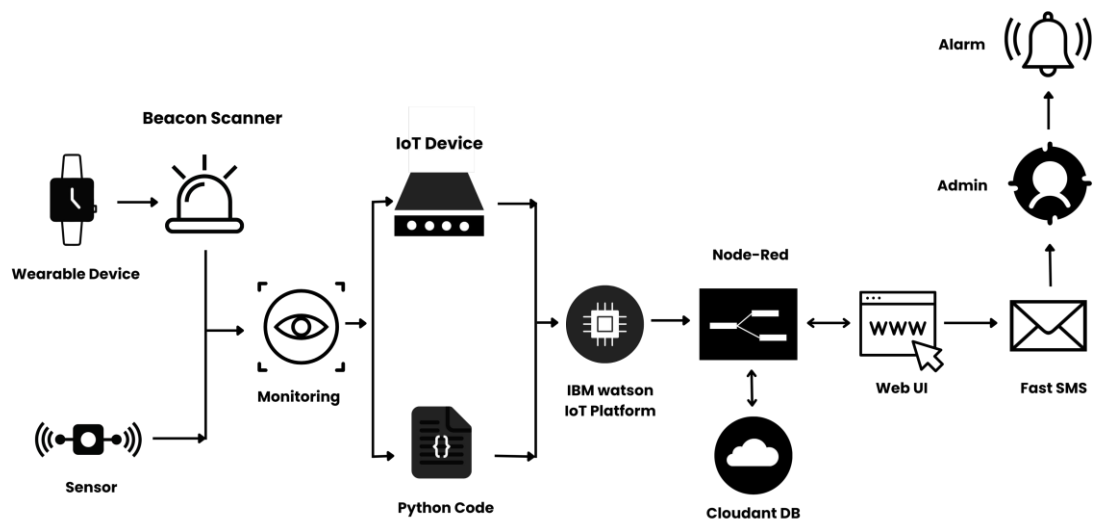 Alarm
Beacon Scanner
IoT Device
Admin
Wearable Device
Node-Red
WWW
Monitoring
IBM watson
IoT Platform
Web UI
Fast SMS
{}
Sensor
Python Code
Cloudant DB